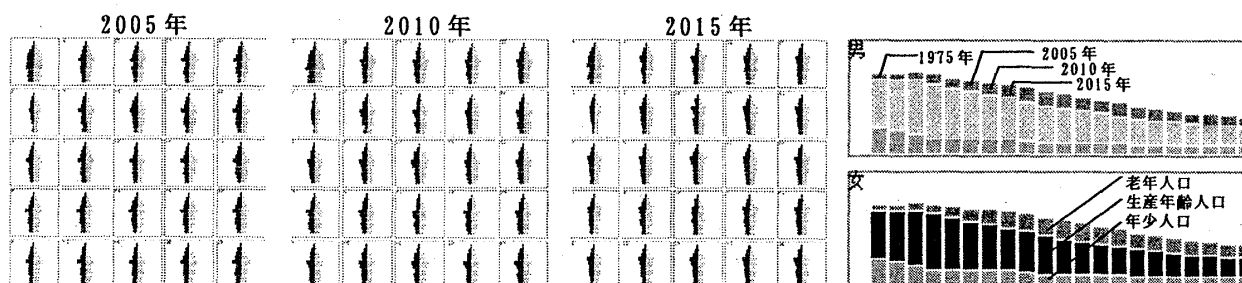 2005年
2010年
2015年
男
1975年
2005年
2010年
2015年
女
老年人口
生産年齢人口
年少人口